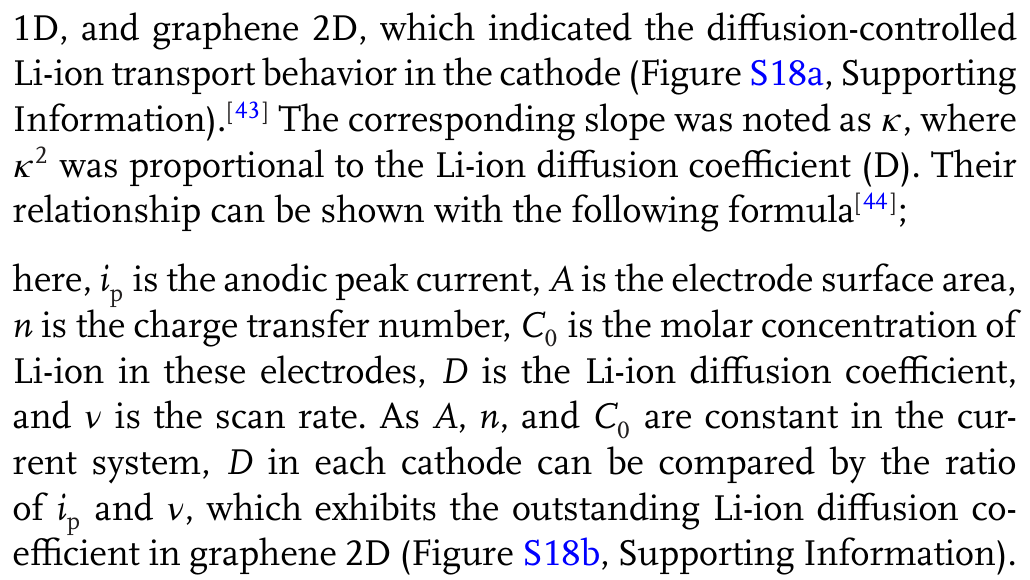 1D, and graphene 2D, which indicated the diffusion-controlled
Li-ion transport behavior in the cathode (Figure S18a, Supporting
Information).[43] The corresponding slope was noted as κ, where
κ² was proportional to the Li-ion diffusion coefficient (D). Their
relationship can be shown with the following formula[44];
here, iₚ is the anodic peak current, A is the electrode surface area,
n is the charge transfer number, C₀ is the molar concentration of
Li-ion in these electrodes, D is the Li-ion diffusion coefficient,
and ν is the scan rate. As A, n, and C₀ are constant in the cur-
rent system, D in each cathode can be compared by the ratio
of iₚ and ν, which exhibits the outstanding Li-ion diffusion co-
efficient in graphene 2D (Figure S18b, Supporting Information).